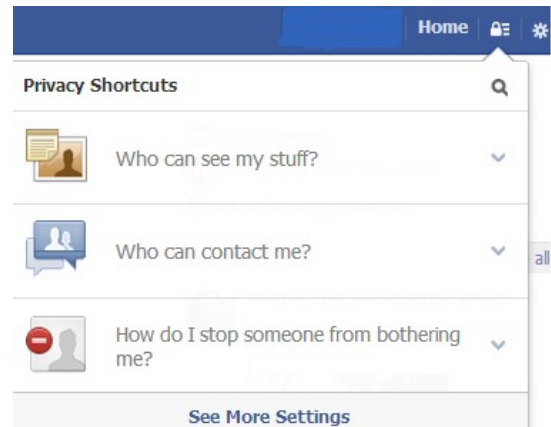 Home
Privacy Shortcuts
Who can see my stuff?
Who can contact me?
all
How do I stop someone from bothering
me?
See More Settings